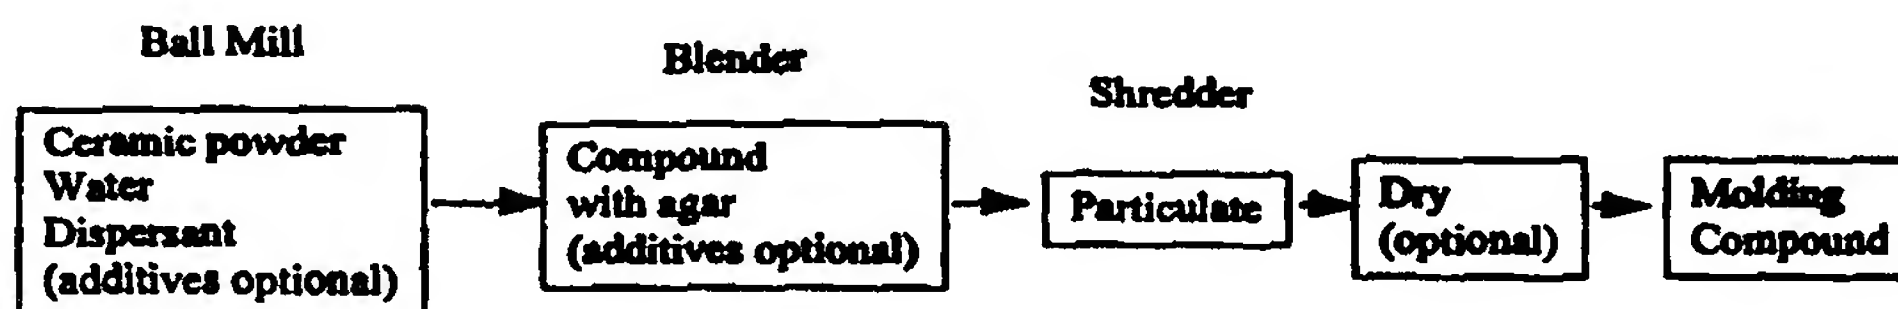 Ball Mill
Ceramic powder
Water
Dispersant
(additives optional)
Blender
Compound
with agar
(additives optional)
Shredder
Particulate
Dry
(optional)
Molding
Compound